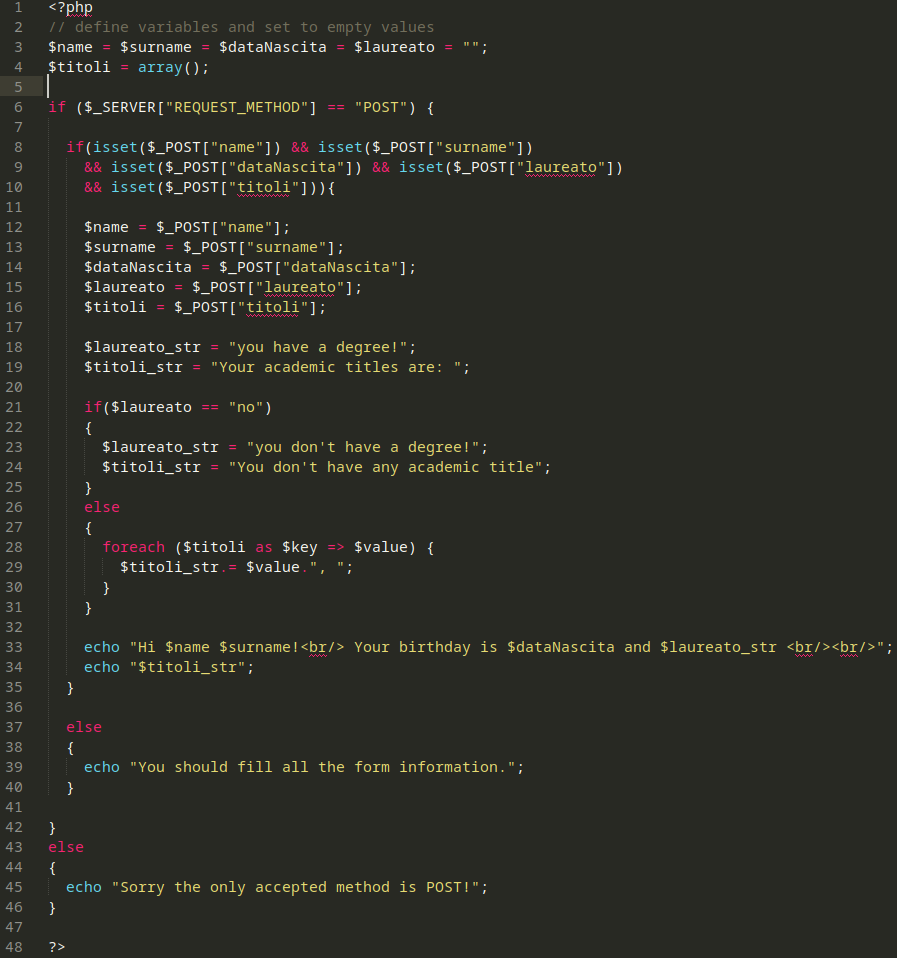 1 <?php
2 // define variables and set to empty values
3 $name = $surname = $dataNascita = $laureato = "";
4 $titoli = array();
5
6 if ($_SERVER["REQUEST_METHOD"] == "POST") {
7
8 if(isset($_POST["name"]) && isset($_POST["surname"])
9 && isset($_POST["dataNascita"]) && isset($_POST["laureato"])
10 && isset($_POST["titoli"])){
11
12 $name = $_POST["name"];
13 $surname = $_POST["surname"];
14 $dataNascita = $_POST["dataNascita"];
15 $laureato = $_POST["laureato"];
16 $titoli = $_POST["titoli"];
17
18 $laureato_str = "you have a degree!";
19 $titoli_str = "Your academic titles are: ";
20
21 if($laureato == "no")
22 {
23 $laureato_str = "you don't have a degree!";
24 $titoli_str = "You don't have any academic title";
25 }
26 else
27 {
28 foreach ($titoli as $key => $value) {
29 $titoli_str.= $value.", ";
30 }
31 }
32
33 echo "Hi $name $surname!<br/> Your birthday is $dataNascita and $laureato_str <br/><br/>";
34 echo "$titoli_str";
35 }
36
37 else
38 {
39 echo "You should fill all the form information.";
40 }
41
42 }
43 else
44 {
45 echo "Sorry the only accepted method is POST!";
46 }
47
48 ?>